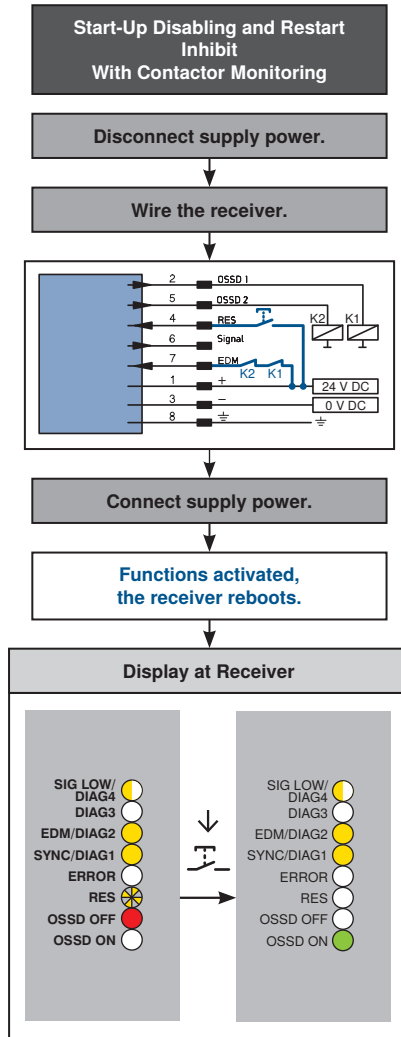 Start-Up Disabling and Restart
Inhibit
With Contactor Monitoring
Disconnect supply power.
Wire the receiver.
2 OSSD 1
5 OSSD 2
4 RES
6 Signal
7 EDM
K2 K1
K2 K1
1 +
24 V DC
3 –
0 V DC
8
Connect supply power.
Functions activated,
the receiver reboots.
Display at Receiver
SIG LOW/
DIAG4
DIAG3
EDM/DIAG2
SYNC/DIAG1
ERROR
RES
OSSD OFF
OSSD ON
SIG LOW/
DIAG4
DIAG3
EDM/DIAG2
SYNC/DIAG1
ERROR
RES
OSSD OFF
OSSD ON